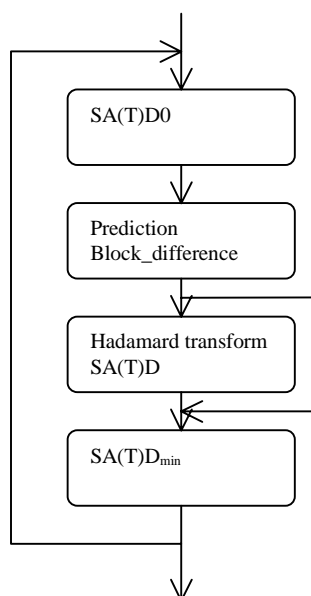 SA(T)D0
Prediction
Block_difference
Hadamard transform
SA(T)D
SA(T)Dmin